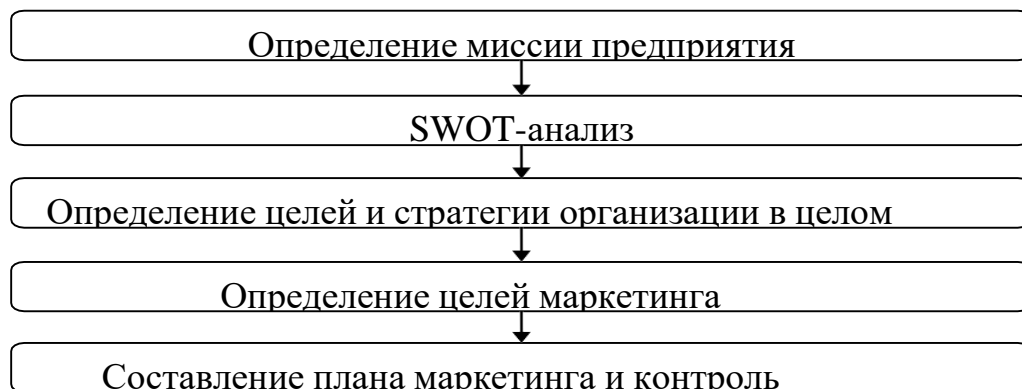 Определение миссии предприятия
SWOT-анализ
Определение целей и стратегии организации в целом
Определение целей маркетинга
Составление плана маркетинга и контроль